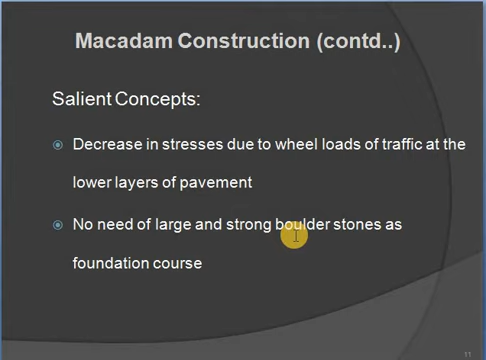 Macadam Construction (contd..)
Salient Concepts:
Decrease in stresses due to wheel loads of traffic at the
lower layers of pavement
No need of large and strong boulder stones as
foundation course
11